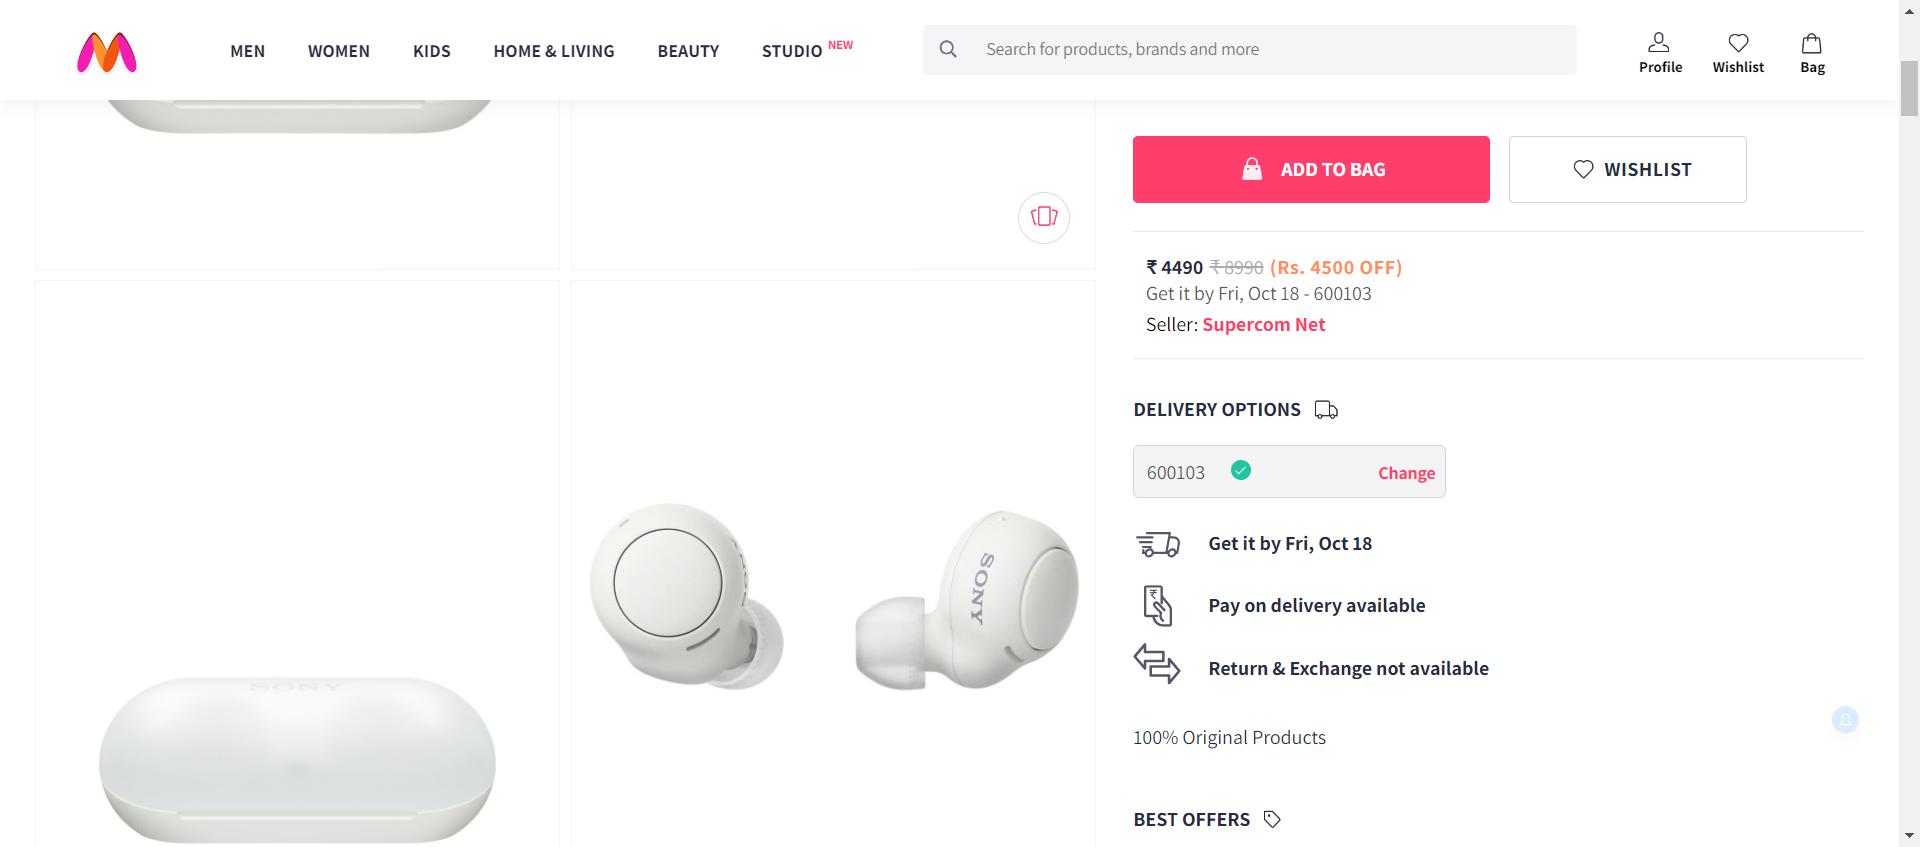 MEN WOMEN KIDS HOME & LIVING BEAUTY STUDIO NEW
Search for products, brands and more
Profile Wishlist Bag
ADD TO BAG WISHLIST
₹ 4490 ₹ 8990 (Rs. 4500 OFF)
Get it by Fri, Oct 18 - 600103
Seller: Supercom Net
DELIVERY OPTIONS
600103 Change
Get it by Fri, Oct 18
Pay on delivery available
Return & Exchange not available
100% Original Products
BEST OFFERS
SONY
SONY